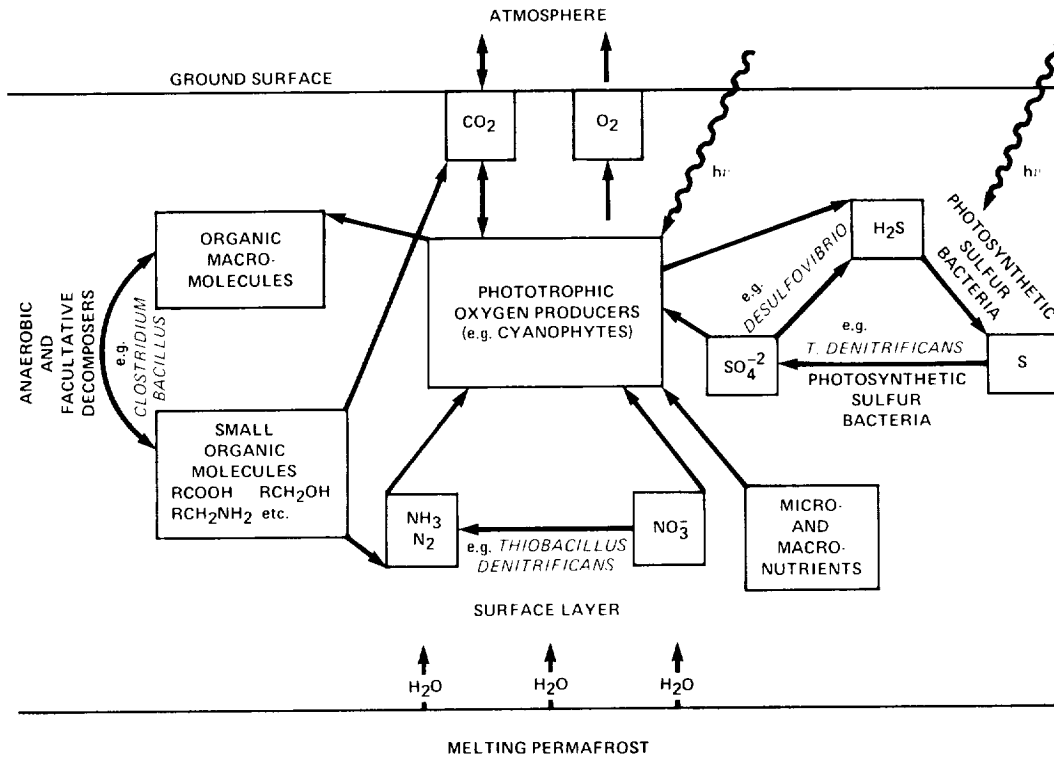 ATMOSPHERE
GROUND SURFACE
CO2
O2
hν
hν
ORGANIC
MACRO-
MOLECULES
ANAEROBIC
AND
FACULTATIVE
DECOMPOSERS
e.g.
CLOSTRIDIUM
BACILLUS
PHOTOTROPHIC
OXYGEN PRODUCERS
(e.g. CYANOPHYTES)
e.g.
DESULFOVIBRIO
H2S
PHOTOSYNTHETIC
SULFUR
BACTERIA
SO4-2
e.g.
T. DENITRIFICANS
PHOTOSYNTHETIC
SULFUR
BACTERIA
S
SMALL
ORGANIC
MOLECULES
RCOOH RCH2OH
RCH2NH2 etc.
NH3
N2
e.g. THIOBACILLUS
DENITRIFICANS
NO3-
MICRO-
AND
MACRO-
NUTRIENTS
SURFACE LAYER
H2O
H2O
H2O
MELTING PERMAFROST